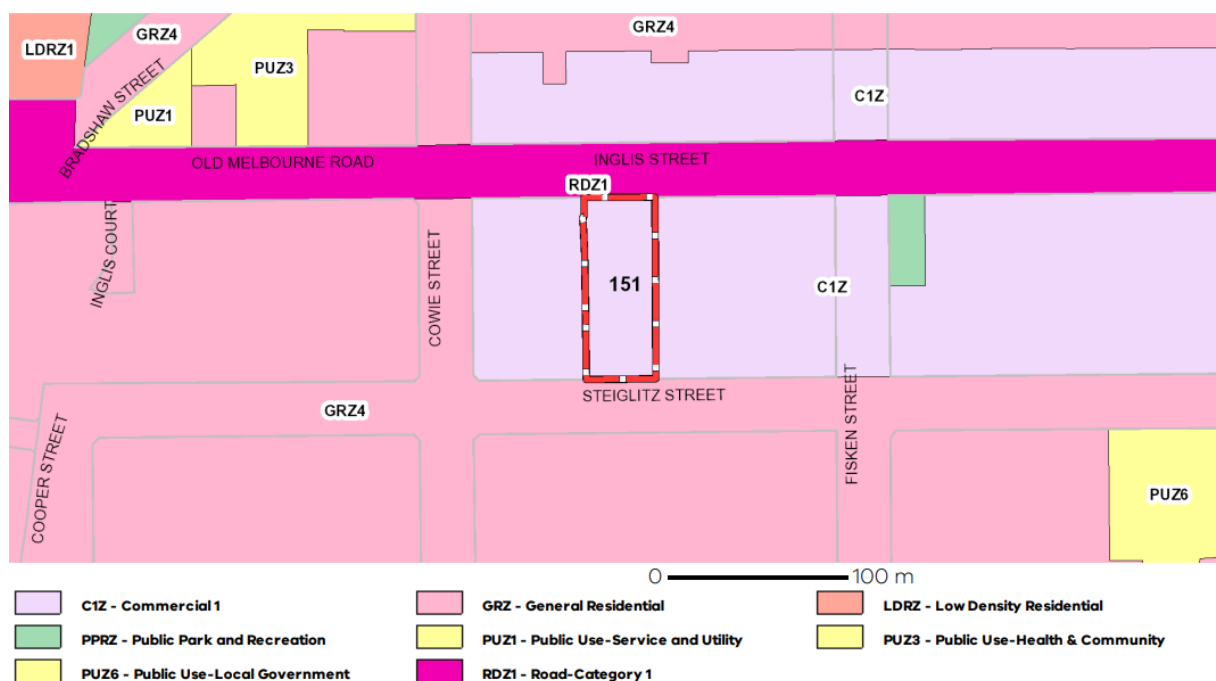 GRZ4
GRZ4
LDRZ1
PUZ3
C1Z
PUZ1
BRADSHAW STREET
OLD MELBOURNE ROAD
INGLIS STREET
RDZ1
INGLIS COURT
COWIE STREET
151
C1Z
STEIGLITZ STREET
GRZ4
FISKEN STREET
COOPER STREET
PUZ6
0 100 m
C1Z - Commercial 1
GRZ - General Residential
LDRZ - Low Density Residential
PPRZ - Public Park and Recreation
PUZ1 - Public Use-Service and Utility
PUZ3 - Public Use-Health & Community
PUZ6 - Public Use-Local Government
RDZ1 - Road-Category 1